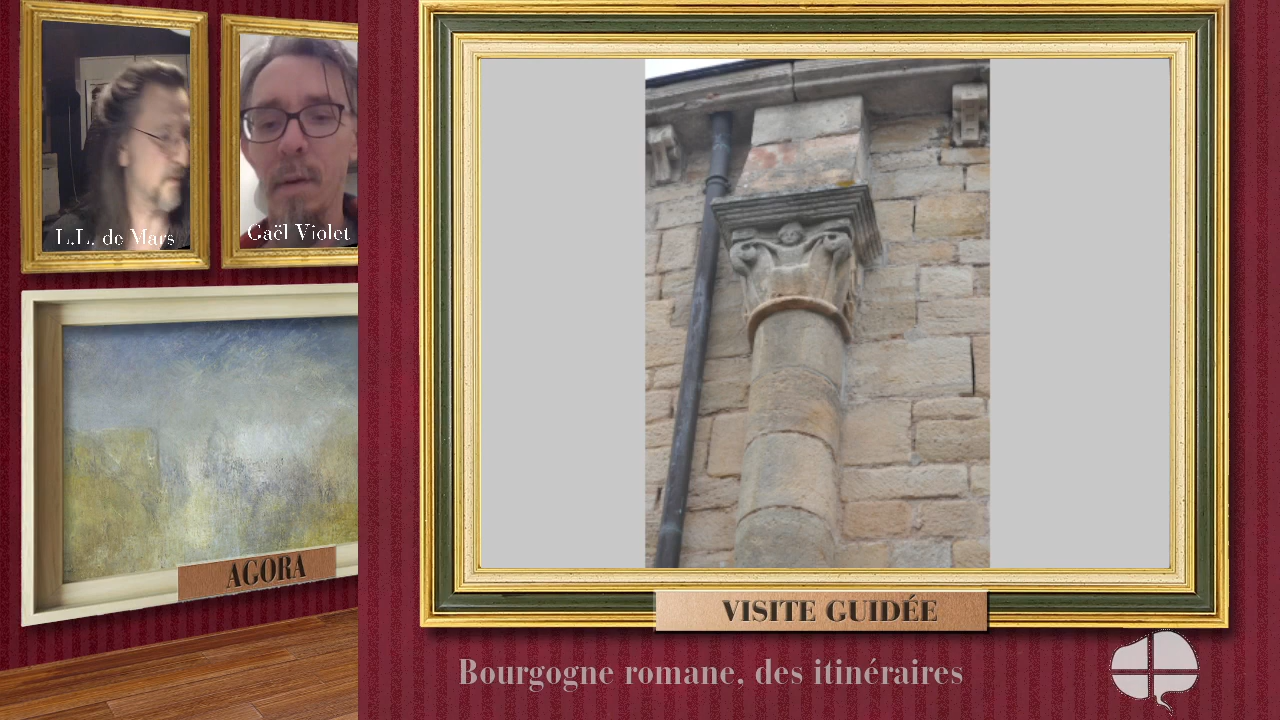 L.L. de Mars
Gaël Violet
AGORA
VISITE GUIDÉE
Bourgogne romane, des itinéraires